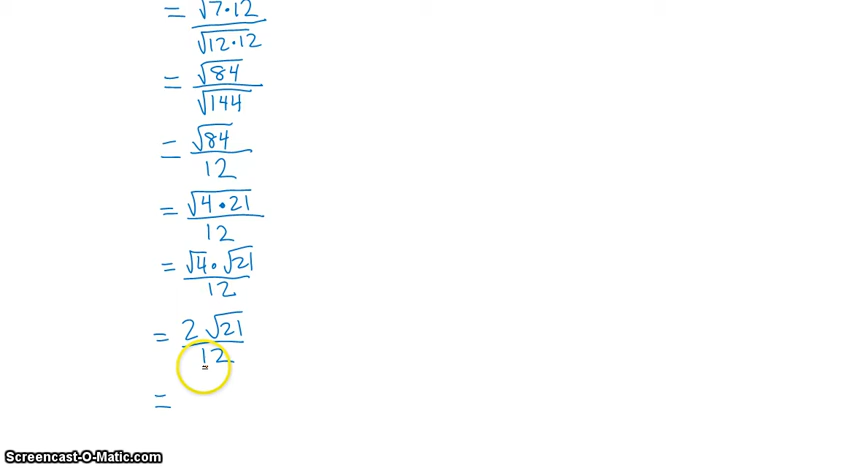 = √7•12 / √12•12
= √84 / √144
= √84 / 12
= √4•21 / 12
= √4 • √21 / 12
= 2 √21 / 12
=
Screencast-O-Matic.com